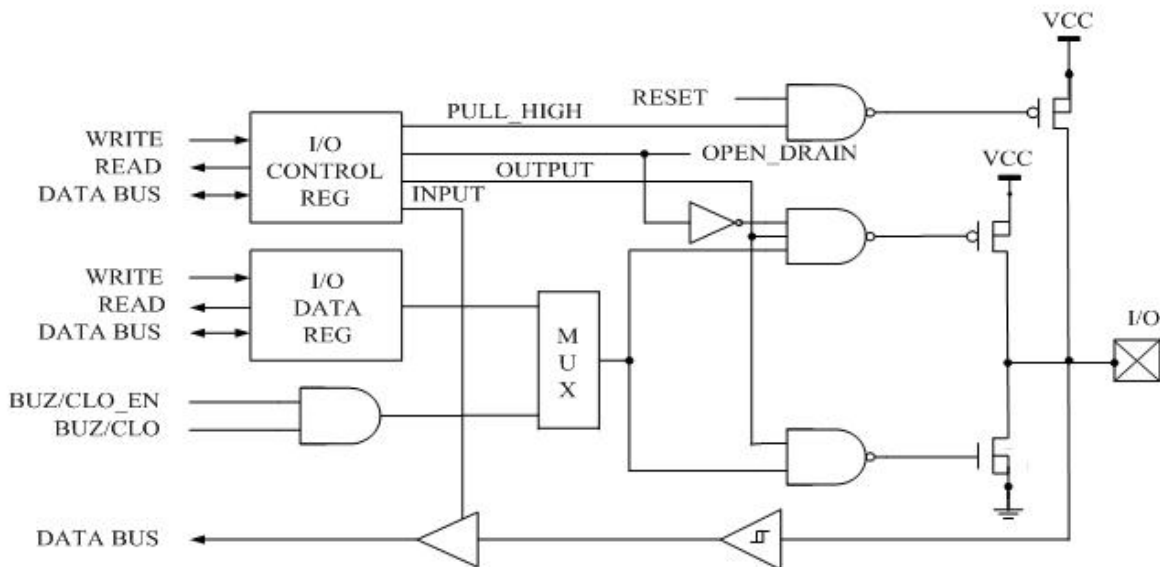 VCC
RESET
PULL_HIGH
WRITE
I/O
OPEN_DRAIN
VCC
READ
CONTROL
OUTPUT
DATA BUS
REG
INPUT
WRITE
I/O
READ
DATA
DATA BUS
REG
MUX
I/O
BUZ/CLO_EN
BUZ/CLO
DATA BUS